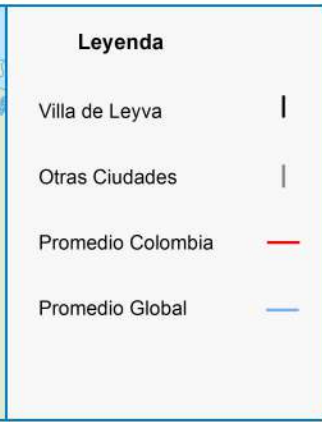 Leyenda
Villa de Leyva
Otras Ciudades
Promedio Colombia
Promedio Global